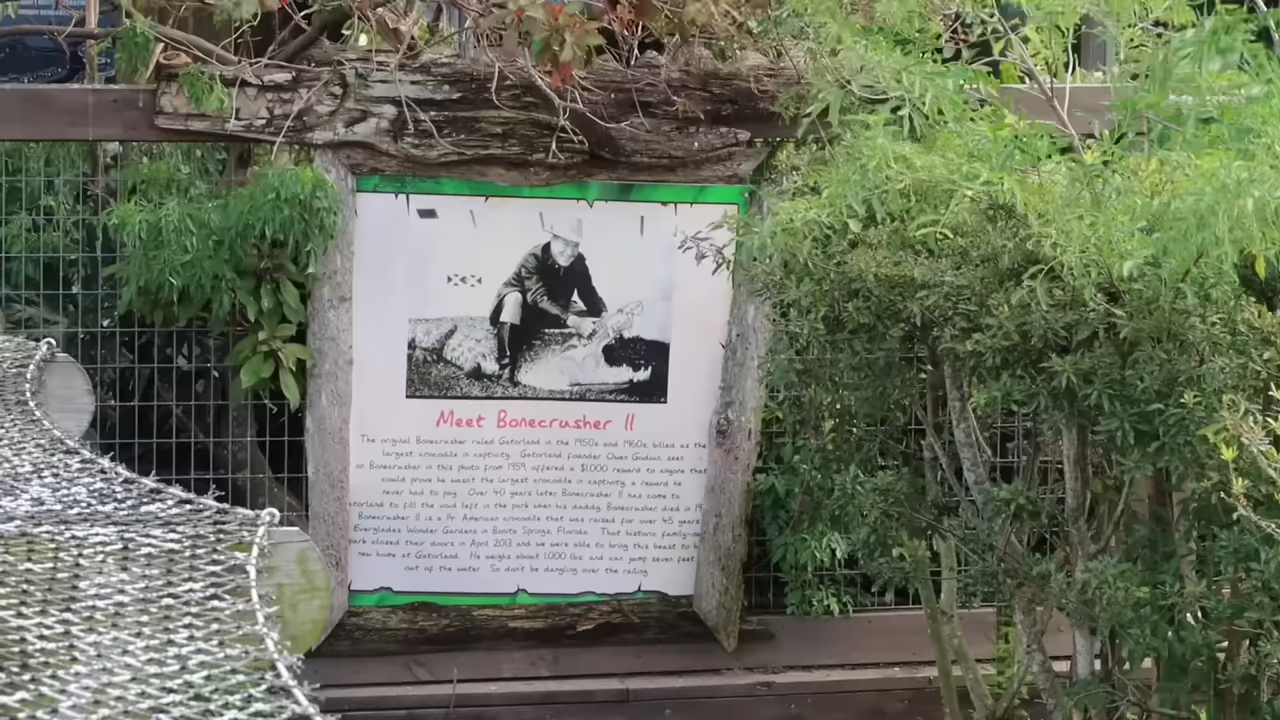 Meet Bonecrusher II
The original Bonecrusher ruled Gatorland in the 1950s and 1960s, billed as the
largest crocodile in captivity. Gatorland founder Owen Godwin, seen
on Bonecrusher in this photo from 1959, offered a $1,000 reward to anyone that
could prove he wasn't the largest crocodile in captivity, a reward he
never had to pay. Over 40 years later, Bonecrusher II has come to
torland to fill the void left in the park when his daddy, Bonecrusher, died in 19
Bonecrusher II is a 14' American crocodile that was raised for over 45 years
Everglades Wonder Gardens in Bonita Springs, Florida. That historic family-ow
park closed their doors in April 2013 and we were able to bring this beast to h
new home at Gatorland. He weighs about 1,000 lbs. and can jump seven feet
out of the water. So don't be dangling over the railing.